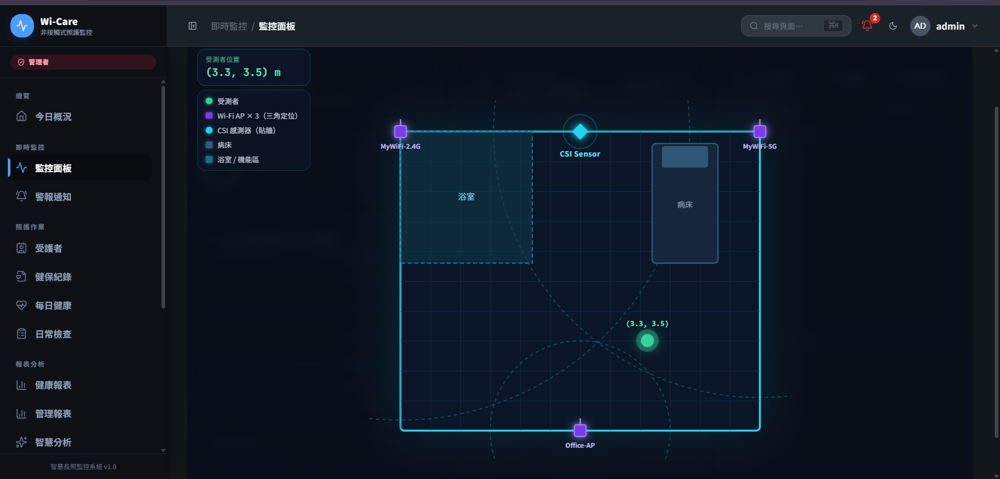 Wi-Care
非接觸式照護監控
管理者
總覽
今日概況
即時監控
監控面板
警報通知
照護作業
受護者
健保紀錄
每日健康
日常檢查
報表分析
健康報表
管理報表
智慧分析
智慧長照監控系統 v1.0
即時監控 / 監控面板
搜尋頁面…
⌘K
2
AD
admin
受測者位置
(3.3, 3.5) m
受測者
Wi-Fi AP × 3（三角定位）
CSI 感測器（貼牆）
病床
浴室 / 機能區
MyWiFi-2.4G
CSI Sensor
MyWiFi-5G
浴室
病床
(3.3, 3.5)
Office-AP